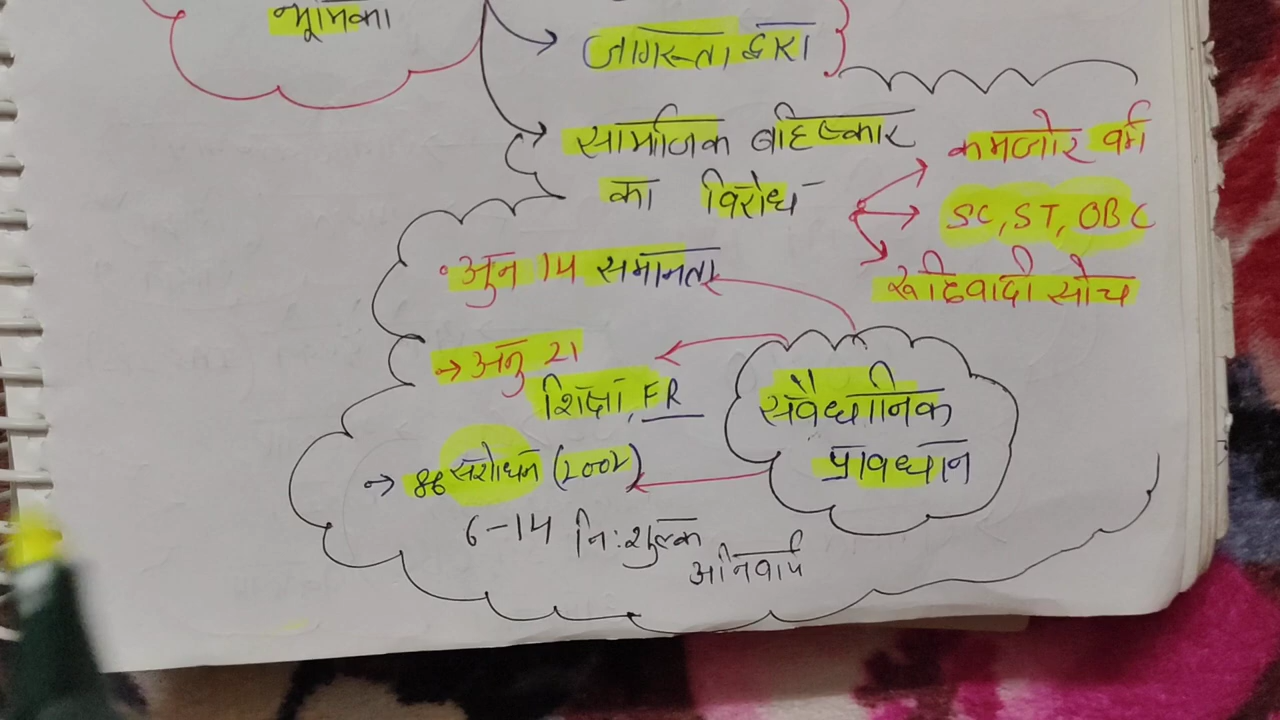 भूमिका
जागरूता द्वारा
सामाजिक बहिष्कार
का विरोध
कमजोर वर्ग
SC, ST, OBC
रूढिवादी सोच
• अनु 14 समानता
→ अनु 21
शिक्षा, FR
→ 86 संशोधन (2002)
6-14 नि:शुल्क
अनिवार्य
संवैधानिक
प्रावधान